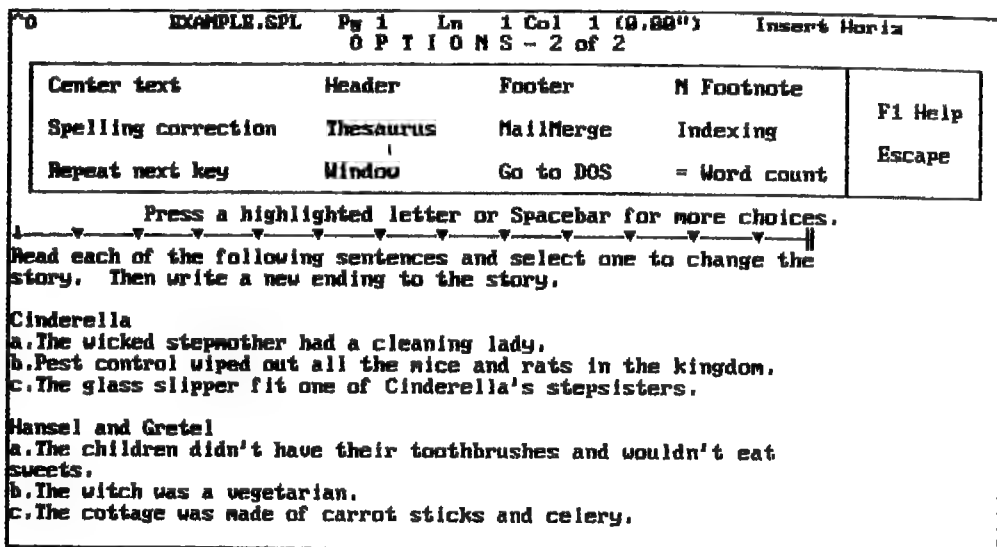 ^O EXAMPLE.SPL Pg 1 Ln 1 Col 1 (0.00") Insert Horiz
O P T I O N S - 2 of 2
Center text Header Footer N Footnote
F1 Help
Spelling correction Thesaurus MailMerge Indexing
Escape
Repeat next key Window Go to DOS = Word count
Press a highlighted letter or Spacebar for more choices.
Read each of the following sentences and select one to change the
story. Then write a new ending to the story.
Cinderella
a.The wicked stepmother had a cleaning lady.
b.Pest control wiped out all the mice and rats in the kingdom.
c.The glass slipper fit one of Cinderella's stepsisters.
Hansel and Gretel
a.The children didn't have their toothbrushes and wouldn't eat
sweets.
b.The witch was a vegetarian.
c.The cottage was made of carrot sticks and celery.